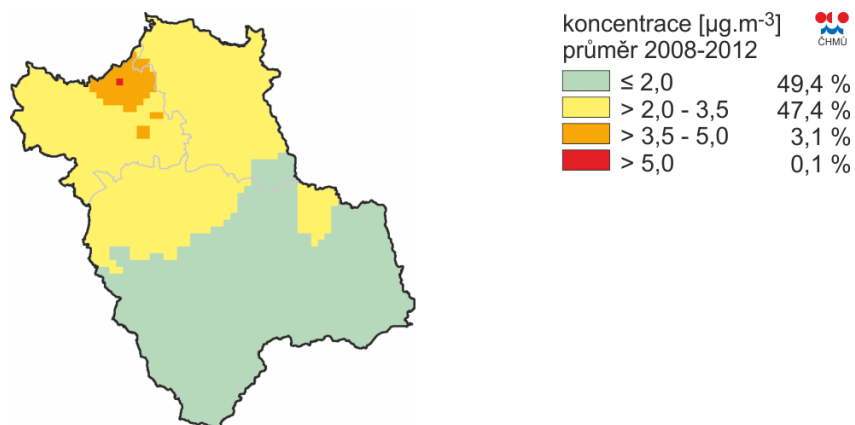 koncentrace [µg.m-3]
průměr 2008-2012
ČHMÚ
≤ 2,0 49,4 %
> 2,0 - 3,5 47,4 %
> 3,5 - 5,0 3,1 %
> 5,0 0,1 %